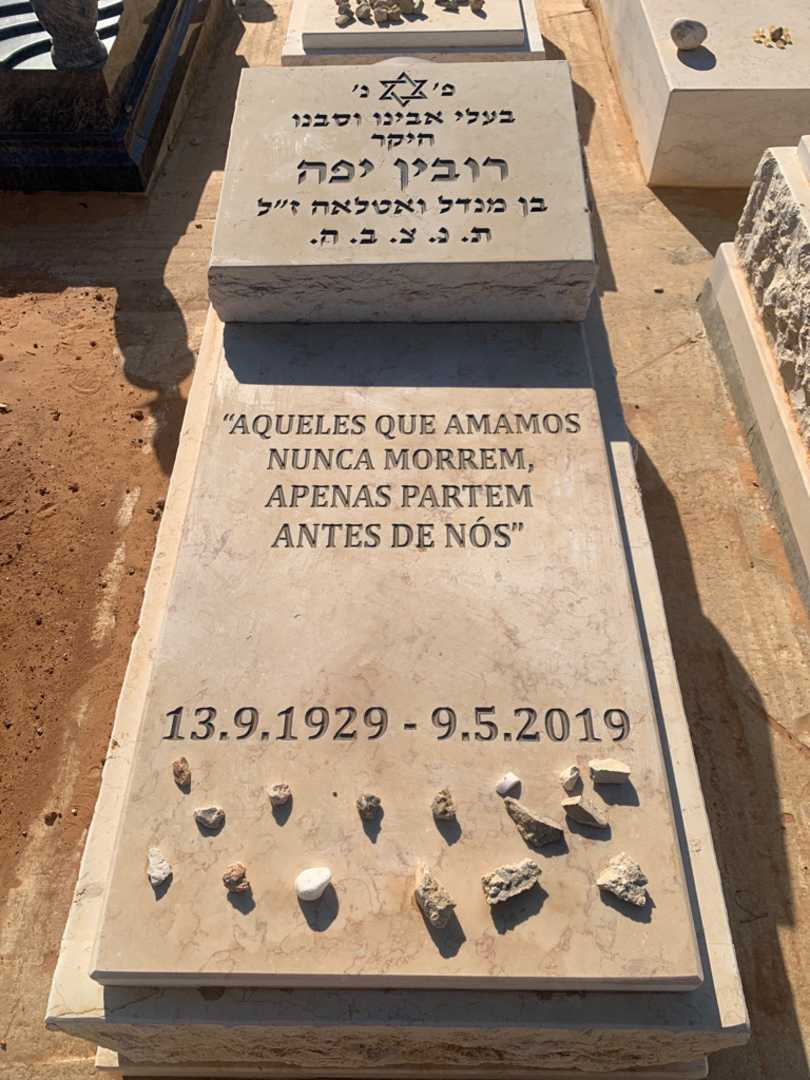 פ׳ נ׳
בעלי אבינו וסבנו
היקר
רובין יפה
בן מנדל ואטלאה ז״ל
ת. נ. צ. ב. ה.
“AQUELES QUE AMAMOS
NUNCA MORREM,
APENAS PARTEM
ANTES DE NÓS”
13.9.1929 - 9.5.2019